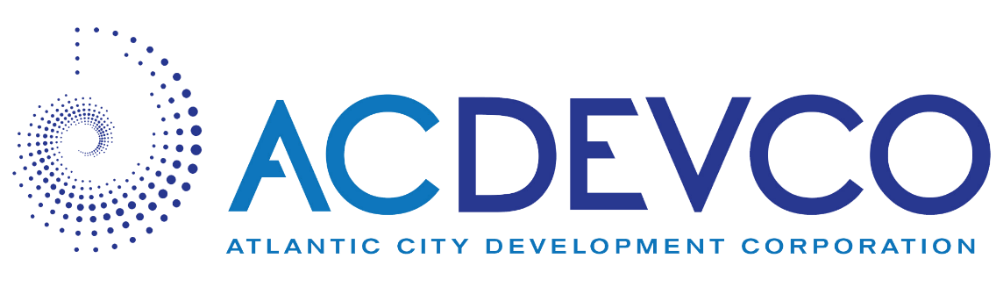 ACDEVCO
ATLANTIC CITY DEVELOPMENT CORPORATION